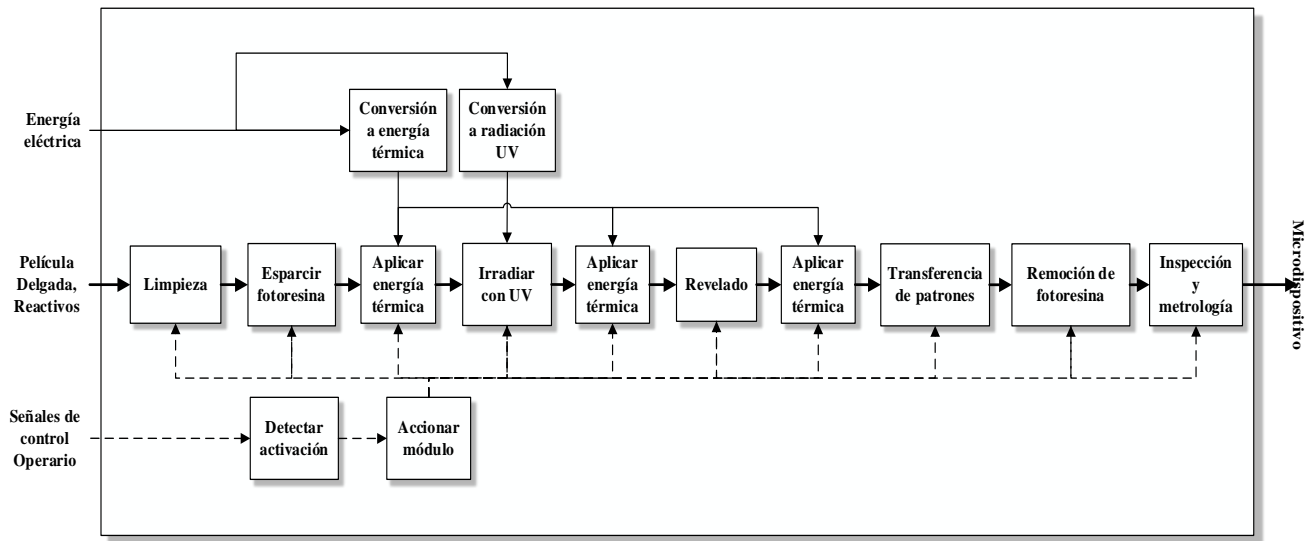 Energía
eléctrica
Conversión
a energía
térmica
Conversión
a radiación
UV
Película
Delgada,
Reactivos
Limpieza
Esparcir
fotoresina
Aplicar
energía
térmica
Irradiar
con UV
Aplicar
energía
térmica
Revelado
Aplicar
energía
térmica
Transferencia
de patrones
Remoción de
fotoresina
Inspección
y
metrología
Microdispositivo
Señales de
control
Operario
Detectar
activación
Accionar
módulo